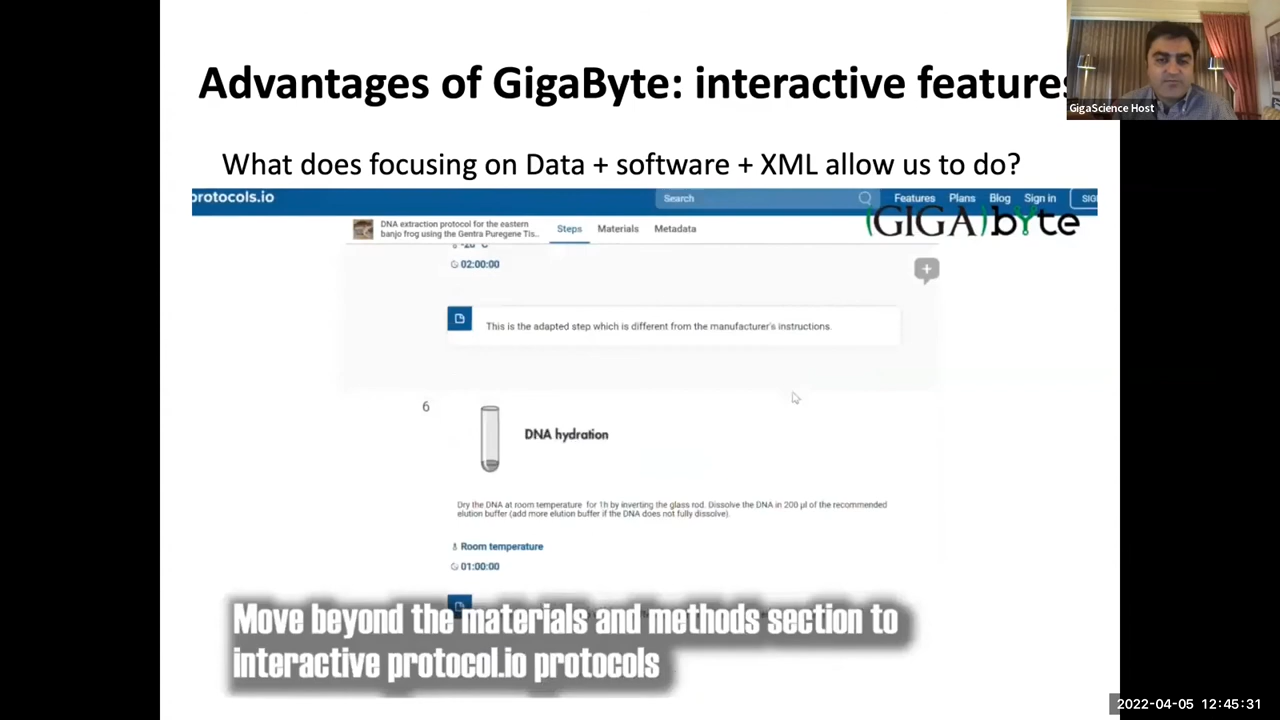 Advantages of GigaByte: interactive features
GigaScience Host
What does focusing on Data + software + XML allow us to do?
protocols.io
Search
Features Plans Blog Sign in SIG
(GIGA)byte
DNA extraction protocol for the eastern
banjo frog using the Gentra Puregene Tis...
Steps Materials Metadata
-20 °C
02:00:00
This is the adapted step which is different from the manufacturer's instructions.
6
DNA hydration
Dry the DNA at room temperature for 1h by inverting the glass rod. Dissolve the DNA in 200 µl of the recommended
elution buffer (add more elution buffer if the DNA does not fully dissolve).
Room temperature
01:00:00
Move beyond the materials and methods section to
interactive protocol.io protocols
2022-04-05 12:45:31